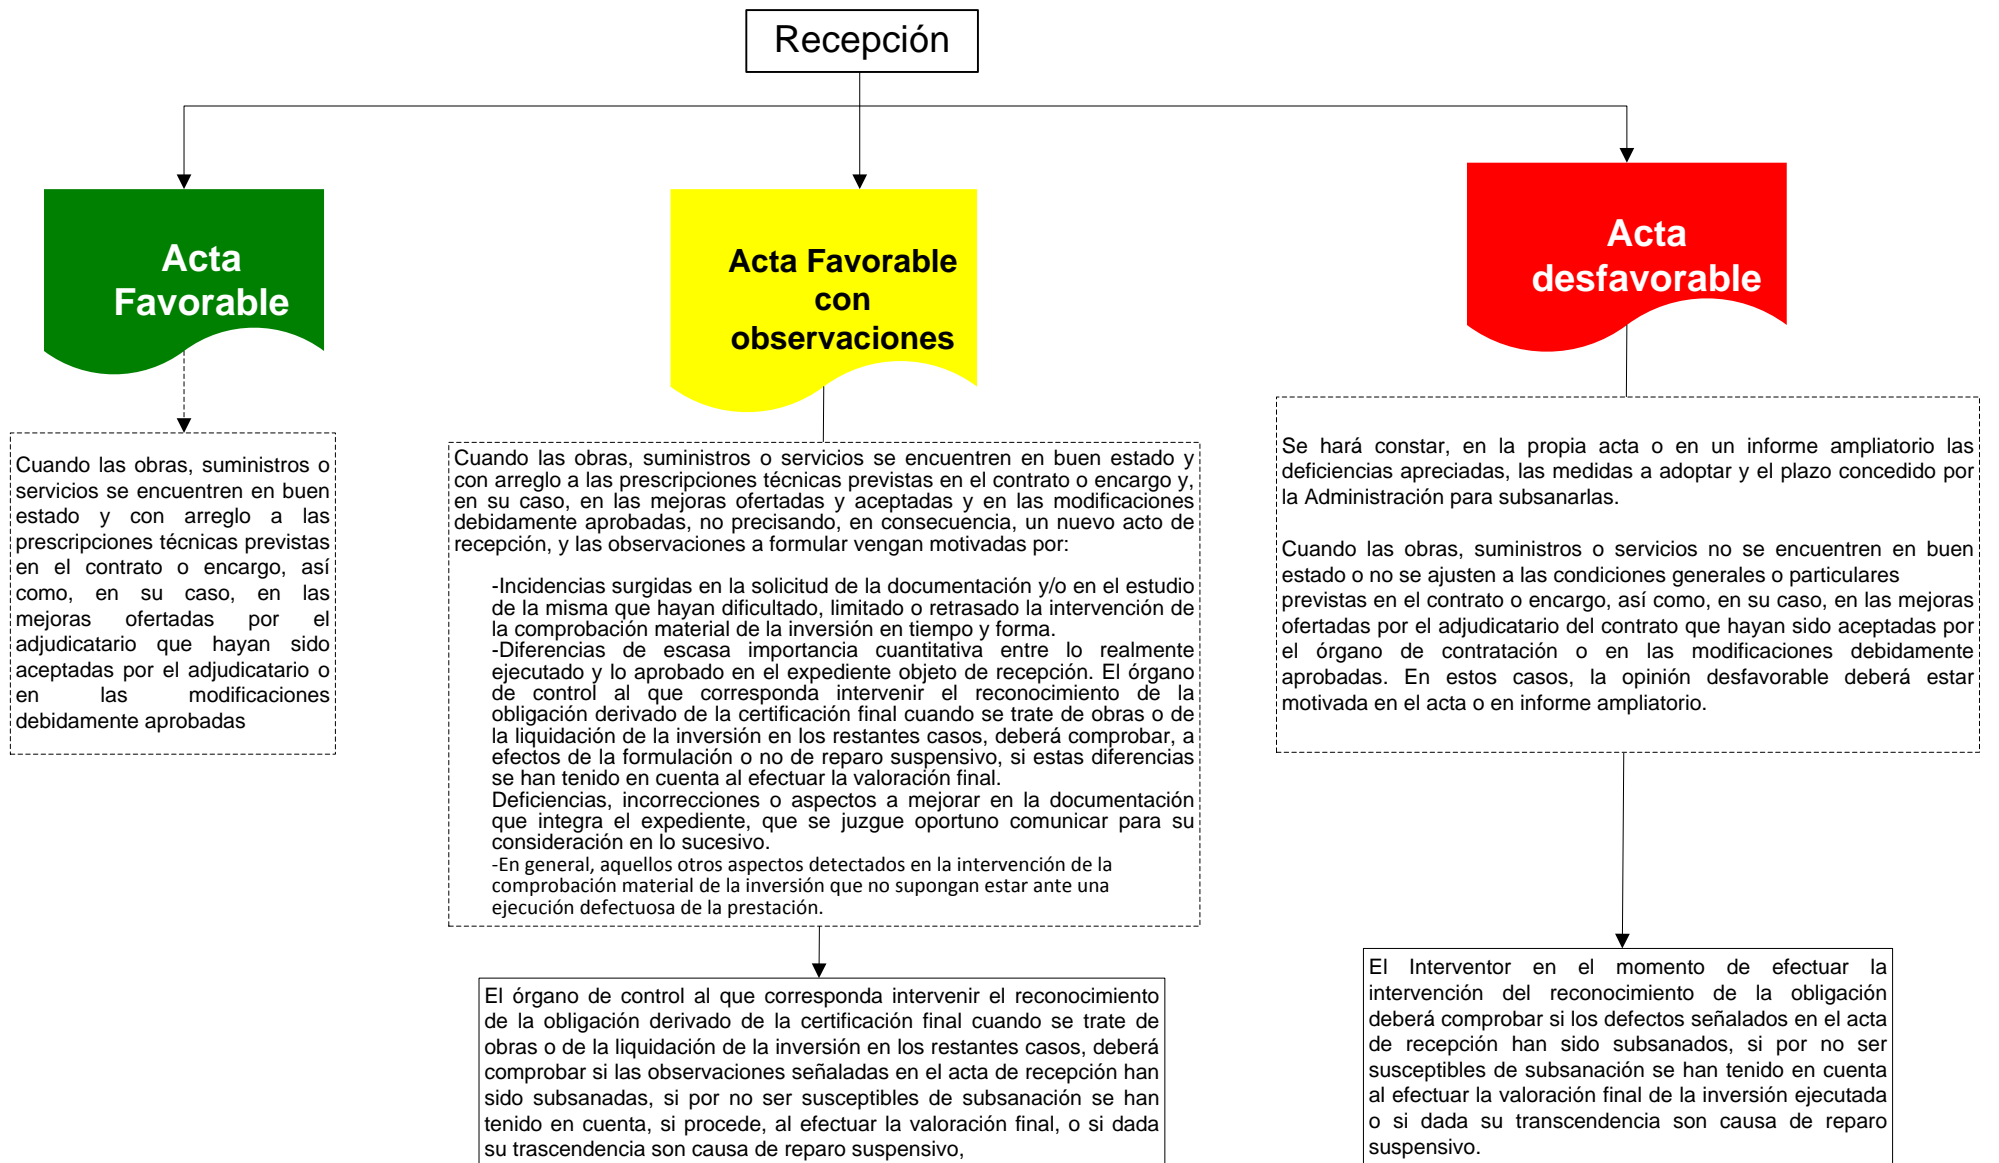 Recepción
Acta
Favorable
Cuando las obras, suministros o
servicios se encuentren en buen
estado y con arreglo a las
prescripciones técnicas previstas
en el contrato o encargo, así
como, en su caso, en las
mejoras ofertadas por el
adjudicatario que hayan sido
aceptadas por el adjudicatario o
en las modificaciones
debidamente aprobadas
Acta Favorable
con
observaciones
Cuando las obras, suministros o servicios se encuentren en buen estado y
con arreglo a las prescripciones técnicas previstas en el contrato o encargo y,
en su caso, en las mejoras ofertadas y aceptadas y en las modificaciones
debidamente aprobadas, no precisando, en consecuencia, un nuevo acto de
recepción, y las observaciones a formular vengan motivadas por:
-Incidencias surgidas en la solicitud de la documentación y/o en el estudio
de la misma que hayan dificultado, limitado o retrasado la intervención de
la comprobación material de la inversión en tiempo y forma.
-Diferencias de escasa importancia cuantitativa entre lo realmente
ejecutado y lo aprobado en el expediente objeto de recepción. El órgano
de control al que corresponda intervenir el reconocimiento de la
obligación derivado de la certificación final cuando se trate de obras o de
la liquidación de la inversión en los restantes casos, deberá comprobar, a
efectos de la formulación o no de reparo suspensivo, si estas diferencias
se han tenido en cuenta al efectuar la valoración final.
Deficiencias, incorrecciones o aspectos a mejorar en la documentación
que integra el expediente, que se juzgue oportuno comunicar para su
consideración en lo sucesivo.
-En general, aquellos otros aspectos detectados en la intervención de la
comprobación material de la inversión que no supongan estar ante una
ejecución defectuosa de la prestación.
El órgano de control al que corresponda intervenir el reconocimiento
de la obligación derivado de la certificación final cuando se trate de
obras o de la liquidación de la inversión en los restantes casos, deberá
comprobar si las observaciones señaladas en el acta de recepción han
sido subsanadas, si por no ser susceptibles de subsanación se han
tenido en cuenta, si procede, al efectuar la valoración final, o si dada
su trascendencia son causa de reparo suspensivo,
Acta
desfavorable
Se hará constar, en la propia acta o en un informe ampliatorio las
deficiencias apreciadas, las medidas a adoptar y el plazo concedido por
la Administración para subsanarlas.
Cuando las obras, suministros o servicios no se encuentren en buen
estado o no se ajusten a las condiciones generales o particulares
previstas en el contrato o encargo, así como, en su caso, en las mejoras
ofertadas por el adjudicatario del contrato que hayan sido aceptadas por
el órgano de contratación o en las modificaciones debidamente
aprobadas. En estos casos, la opinión desfavorable deberá estar
motivada en el acta o en informe ampliatorio.
El Interventor en el momento de efectuar la
intervención del reconocimiento de la obligación
deberá comprobar si los defectos señalados en el acta
de recepción han sido subsanados, si por no ser
susceptibles de subsanación se han tenido en cuenta
al efectuar la valoración final de la inversión ejecutada
o si dada su transcendencia son causa de reparo
suspensivo.